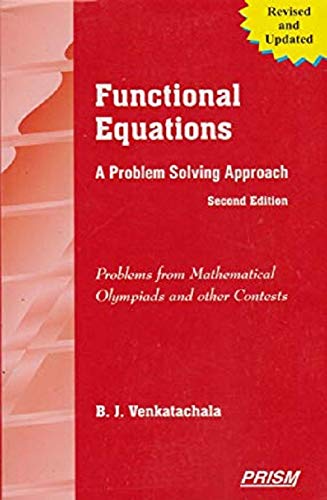 Revised
and
Updated
Functional
Equations
A Problem Solving Approach
Second Edition
Problems from Mathematical
Olympiads and other Contests
B. J. Venkatachala
PRISM